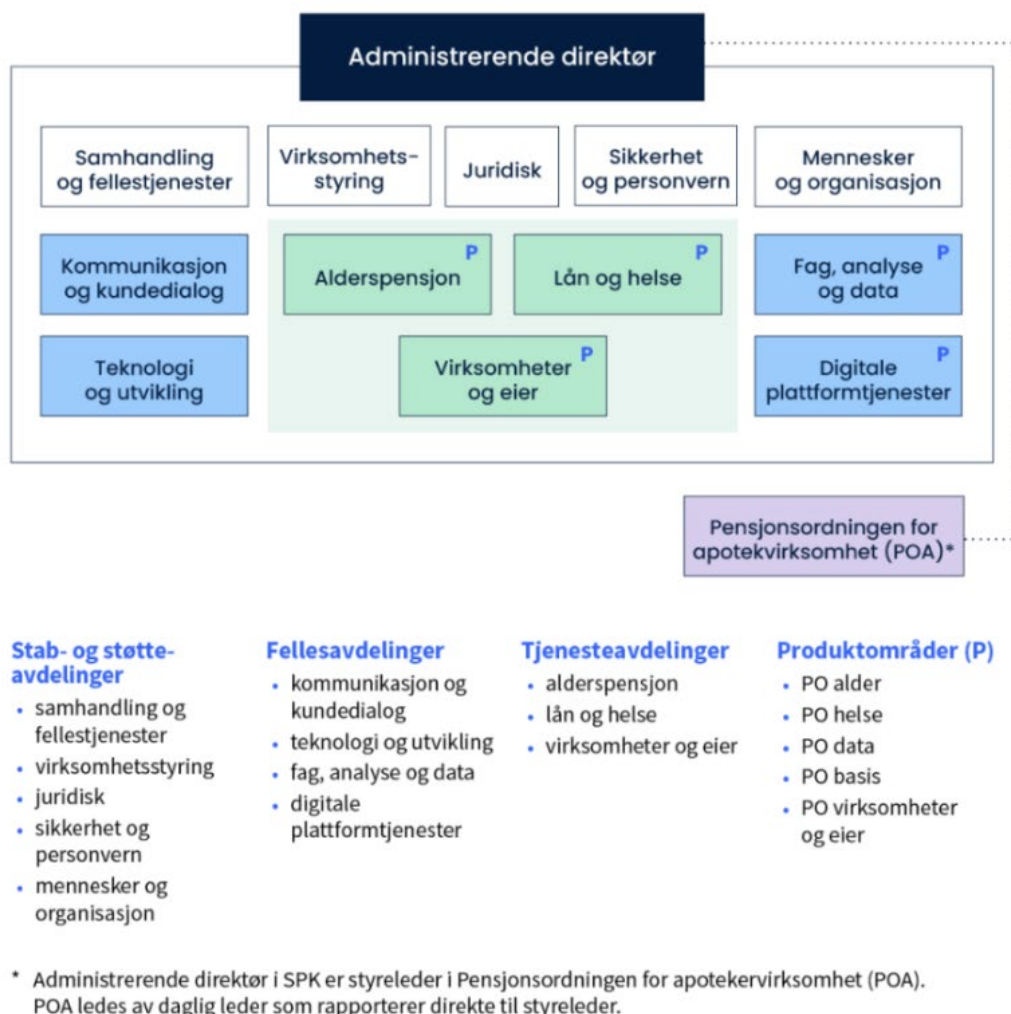 Administrerende direktør
Samhandling
og fellestjenester
Virksomhets-
styring
Juridisk
Sikkerhet
og personvern
Mennesker
og organisasjon
Kommunikasjon
og kundedialog
P
Alderspensjon
P
Lån og helse
P
Fag, analyse
og data
Teknologi
og utvikling
P
Virksomheter
og eier
P
Digitale
plattformtjenester
Pensjonsordningen for
apotekvirksomhet (POA)*
Stab- og støtte-
avdelinger
• samhandling og
fellestjenester
• virksomhetsstyring
• juridisk
• sikkerhet og
personvern
• mennesker og
organisasjon
Fellesavdelinger
• kommunikasjon og
kundedialog
• teknologi og utvikling
• fag, analyse og data
• digitale
plattformtjenester
Tjenesteavdelinger
• alderspensjon
• lån og helse
• virksomheter og eier
Produktområder (P)
• PO alder
• PO helse
• PO data
• PO basis
• PO virksomheter
og eier
* Administrerende direktør i SPK er styreleder i Pensjonsordningen for apotekervirksomhet (POA).
POA ledes av daglig leder som rapporterer direkte til styreleder.